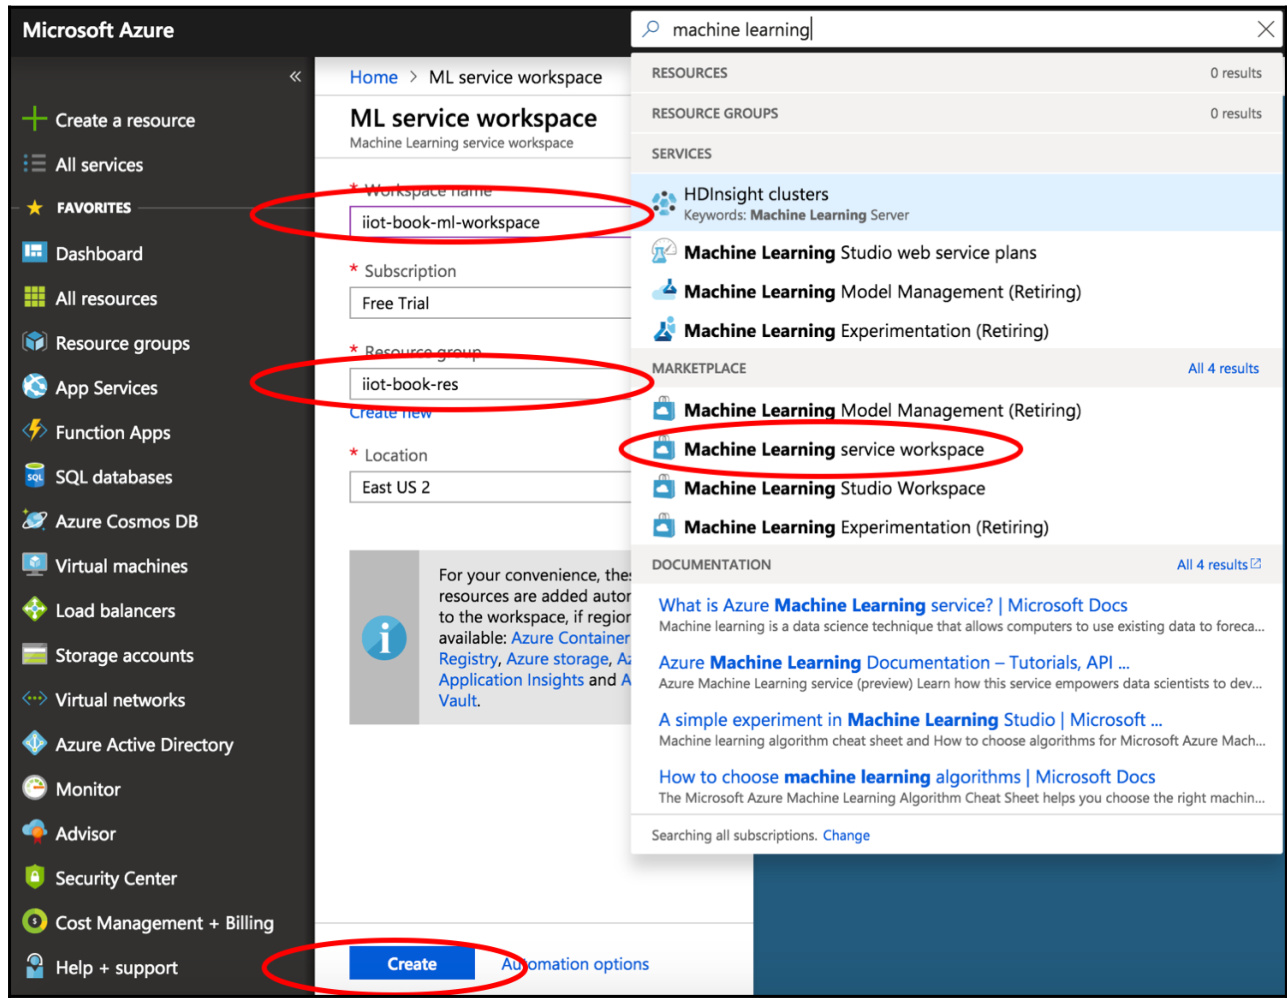 Microsoft Azure
machine learning
«
Create a resource
All services
FAVORITES
Dashboard
All resources
Resource groups
App Services
Function Apps
SQL databases
Azure Cosmos DB
Virtual machines
Load balancers
Storage accounts
Virtual networks
Azure Active Directory
Monitor
Advisor
Security Center
Cost Management + Billing
Help + support
Home > ML service workspace
ML service workspace
Machine Learning service workspace
* Workspace name
iiot-book-ml-workspace
* Subscription
Free Trial
* Resource group
iiot-book-res
Create new
* Location
East US 2
For your convenience, these
resources are added autom
to the workspace, if region
available: Azure Container
Registry, Azure storage, Az
Application Insights and A
Vault.
Create
Automation options
RESOURCES 0 results
RESOURCE GROUPS 0 results
SERVICES
HDInsight clusters
Keywords: Machine Learning Server
Machine Learning Studio web service plans
Machine Learning Model Management (Retiring)
Machine Learning Experimentation (Retiring)
MARKETPLACE All 4 results
Machine Learning Model Management (Retiring)
Machine Learning service workspace
Machine Learning Studio Workspace
Machine Learning Experimentation (Retiring)
DOCUMENTATION All 4 results
What is Azure Machine Learning service? | Microsoft Docs
Machine learning is a data science technique that allows computers to use existing data to foreca...
Azure Machine Learning Documentation – Tutorials, API ...
Azure Machine Learning service (preview) Learn how this service empowers data scientists to dev...
A simple experiment in Machine Learning Studio | Microsoft ...
Machine learning algorithm cheat sheet and How to choose algorithms for Microsoft Azure Mach...
How to choose machine learning algorithms | Microsoft Docs
The Microsoft Azure Machine Learning Algorithm Cheat Sheet helps you choose the right machin...
Searching all subscriptions. Change